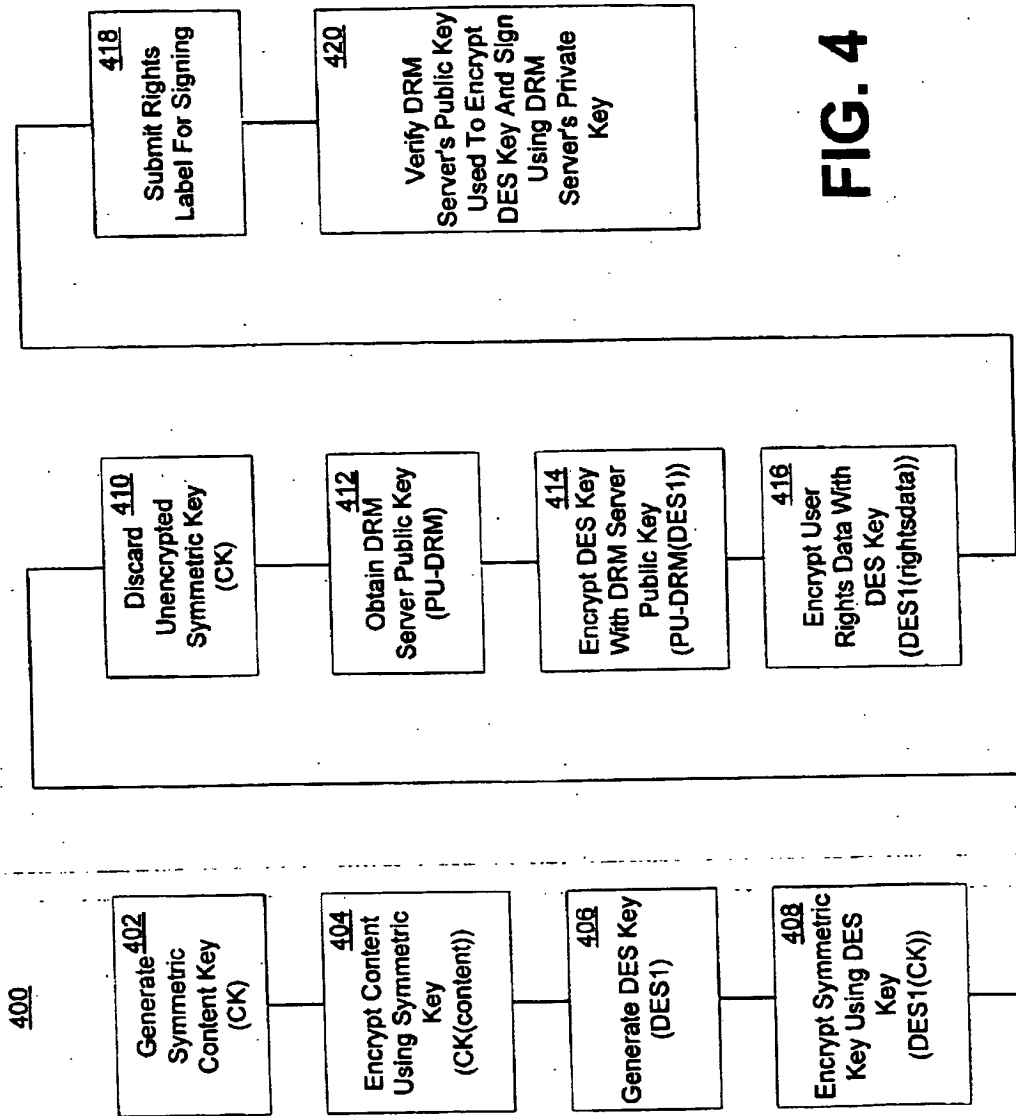 400
402
Generate
Symmetric
Content Key
(CK)
404
Encrypt Content
Using Symmetric
Key
(CK(content))
406
Generate DES Key
(DES1)
408
Encrypt Symmetric
Key Using DES
Key
(DES1(CK))
410
Discard
Unencrypted
Symmetric Key
(CK)
412
Obtain DRM
Server Public Key
(PU-DRM)
414
Encrypt DES Key
With DRM Server
Public Key
(PU-DRM(DES1))
416
Encrypt User
Rights Data With
DES Key
(DES1(rightsdata))
418
Submit Rights
Label For Signing
420
Verify DRM
Server's Public Key
Used To Encrypt
DES Key And Sign
Using DRM
Server's Private
Key
FIG. 4